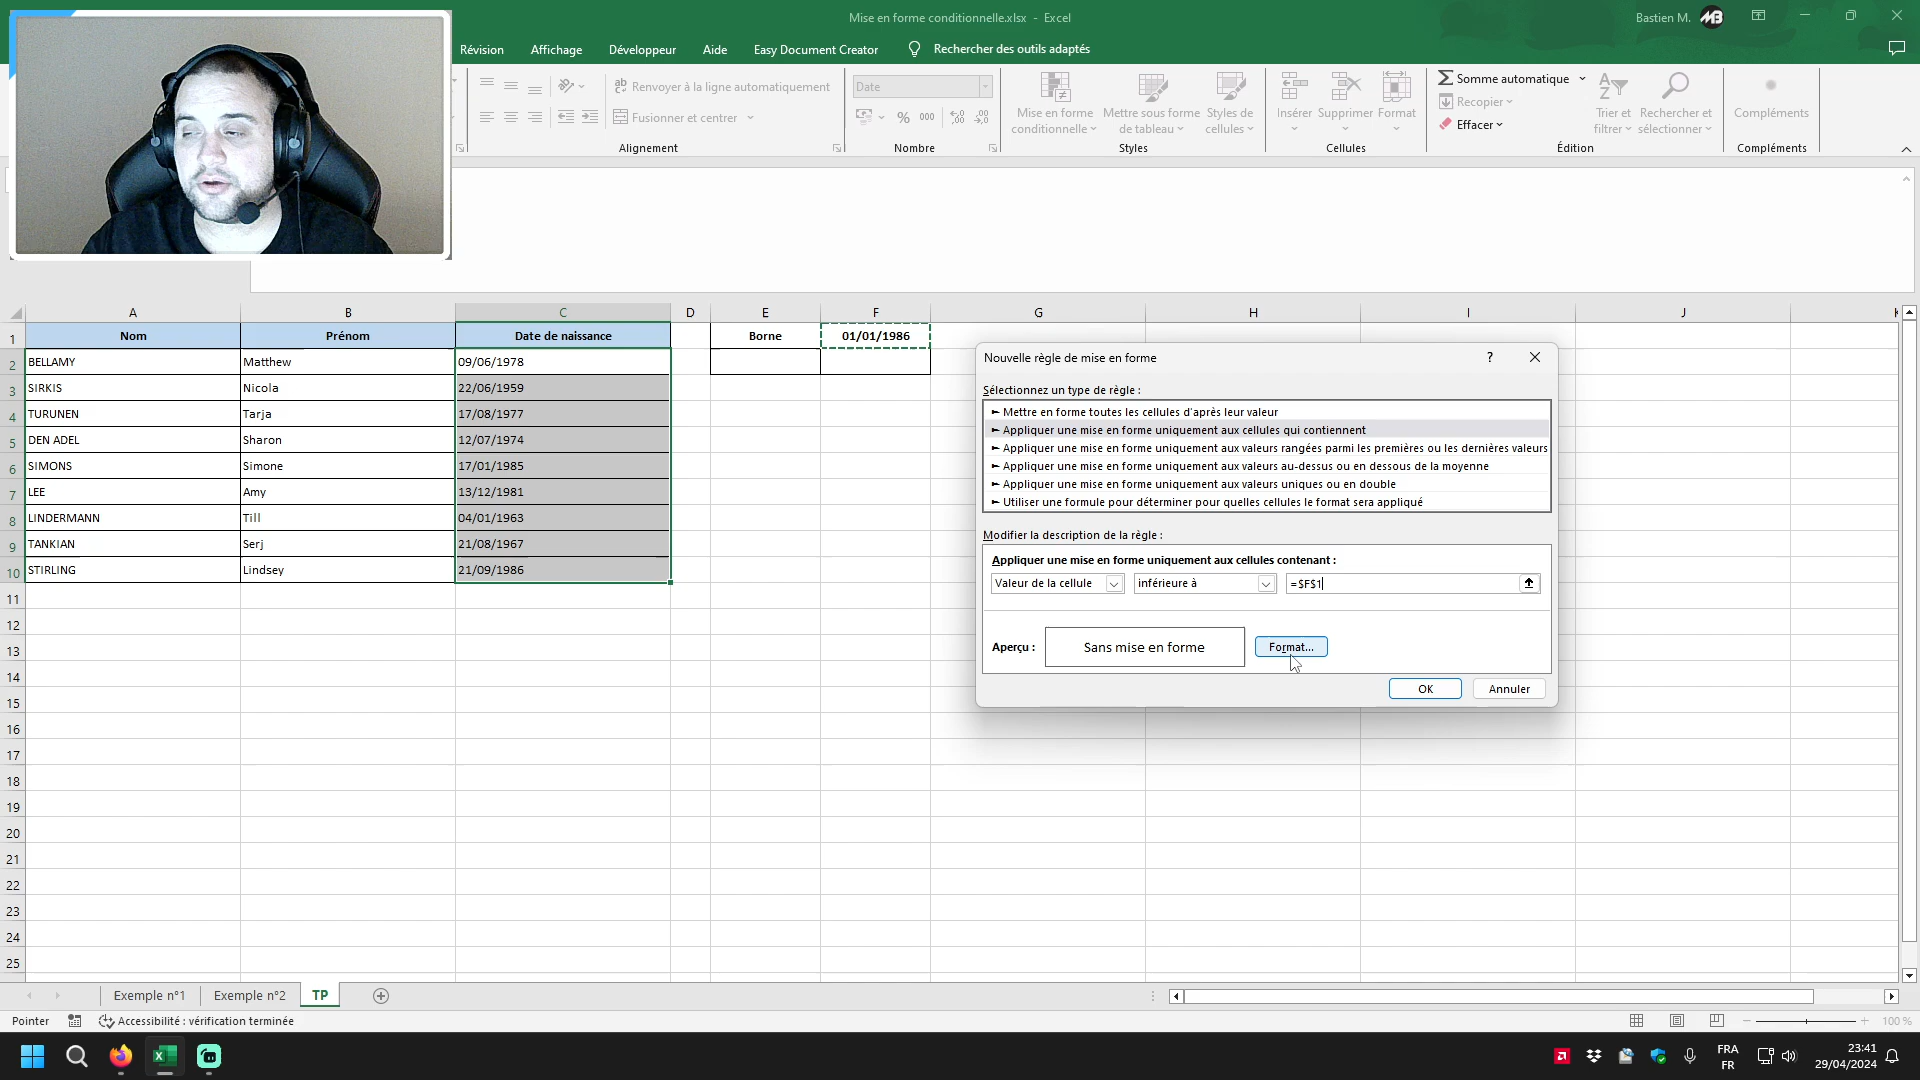 Mise en forme conditionnelle.xlsx - Excel
Bastien M.
Révision Affichage Développeur Aide Easy Document Creator Rechercher des outils adaptés
Renvoyer à la ligne automatiquement
Fusionner et centrer
Alignement
Date
% 000
Nombre
Mise en forme conditionnelle
Mettre sous forme de tableau
Styles de cellules
Styles
Insérer Supprimer Format
Cellules
Somme automatique
Recopier
Effacer
Trier et filtrer
Rechercher et sélectionner
Édition
Compléments
Compléments
A B C D E F G H I J K
1 Nom Prénom Date de naissance Borne 01/01/1986
2 BELLAMY Matthew 09/06/1978
3 SIRKIS Nicola 22/06/1959
4 TURUNEN Tarja 17/08/1977
5 DEN ADEL Sharon 12/07/1974
6 SIMONS Simone 17/01/1985
7 LEE Amy 13/12/1981
8 LINDERMANN Till 04/01/1963
9 TANKIAN Serj 21/08/1967
10 STIRLING Lindsey 21/09/1986
11
12
13
14
15
16
17
18
19
20
21
22
23
24
25
Nouvelle règle de mise en forme ?
Sélectionnez un type de règle :
► Mettre en forme toutes les cellules d'après leur valeur
► Appliquer une mise en forme uniquement aux cellules qui contiennent
► Appliquer une mise en forme uniquement aux valeurs rangées parmi les premières ou les dernières valeurs
► Appliquer une mise en forme uniquement aux valeurs au-dessus ou en dessous de la moyenne
► Appliquer une mise en forme uniquement aux valeurs uniques ou en double
► Utiliser une formule pour déterminer pour quelles cellules le format sera appliqué
Modifier la description de la règle :
Appliquer une mise en forme uniquement aux cellules contenant :
Valeur de la cellule inférieure à =$F$1
Aperçu : Sans mise en forme Format...
OK Annuler
Exemple n°1 Exemple n°2 TP
Pointer Accessibilité : vérification terminée 100 %
FRA
FR
23:41
29/04/2024